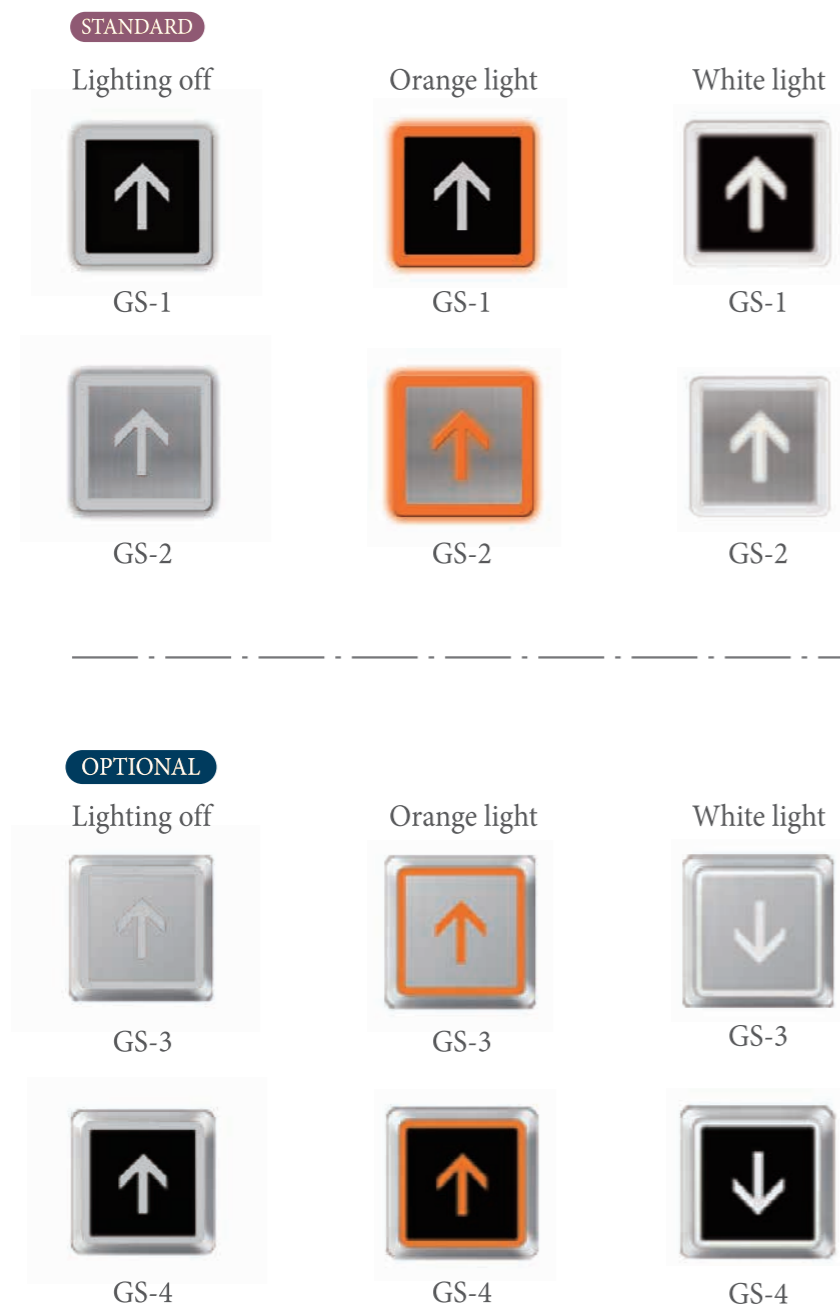 STANDARD
Lighting off Orange light White light
GS-1 GS-1 GS-1
GS-2 GS-2 GS-2
OPTIONAL
Lighting off Orange light White light
GS-3 GS-3 GS-3
GS-4 GS-4 GS-4